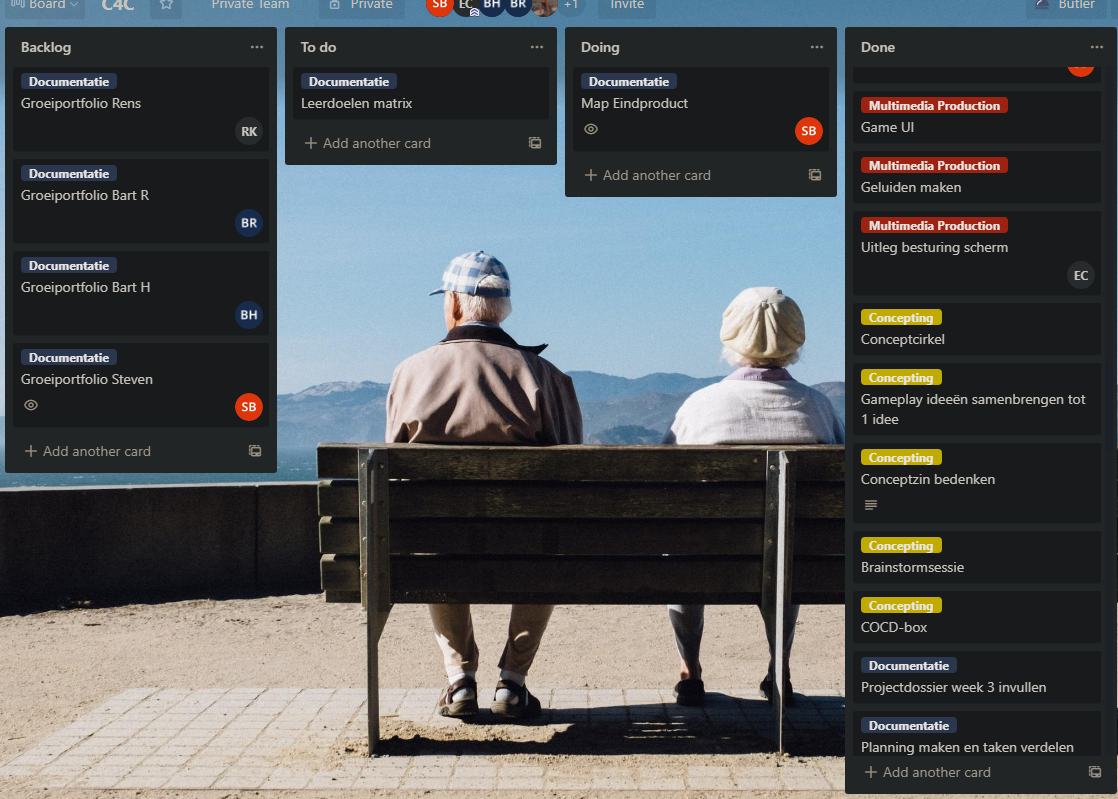 Board
C4C
Private Team
Private
SB
EC
BH
BR
+1
Invite
Butler
Backlog
Documentatie
Groeiportfolio Rens
RK
Documentatie
Groeiportfolio Bart R
BR
Documentatie
Groeiportfolio Bart H
BH
Documentatie
Groeiportfolio Steven
SB
+ Add another card
To do
Documentatie
Leerdoelen matrix
+ Add another card
Doing
Documentatie
Map Eindproduct
SB
+ Add another card
Done
Multimedia Production
Game UI
Multimedia Production
Geluiden maken
Multimedia Production
Uitleg besturing scherm
EC
Concepting
Conceptcirkel
Concepting
Gameplay ideeën samenbrengen tot
1 idee
Concepting
Conceptzin bedenken
Concepting
Brainstormsessie
Concepting
COCD-box
Documentatie
Projectdossier week 3 invullen
Documentatie
Planning maken en taken verdelen
+ Add another card